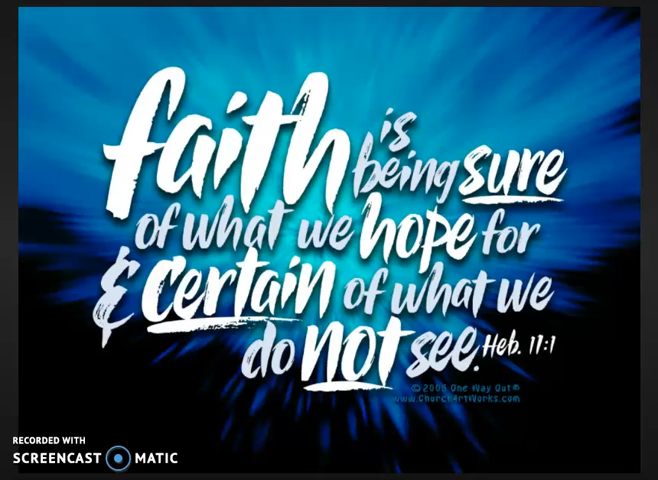 faith is
being sure
of what we hope for
& certain of what we
do not see. Heb. 11:1
© 2005 One Way Out®
www.ChurchArtWorks.com
RECORDED WITH
SCREENCAST MATIC